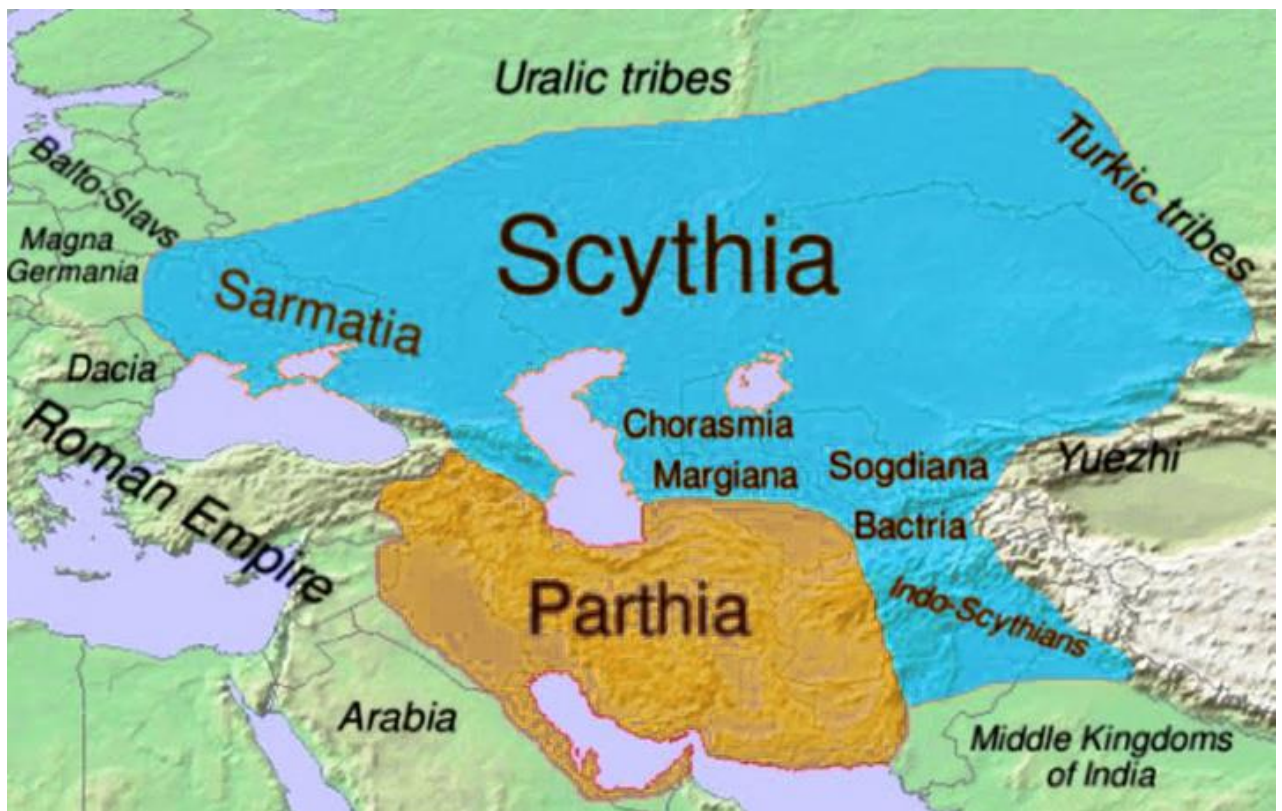 Uralic tribes
Turkic tribes
Balto-Slavs
Magna
Germania
Scythia
Sarmatia
Dacia
Roman Empire
Chorasmia
Margiana
Sogdiana
Yuezhi
Bactria
Parthia
Indo-Scythians
Arabia
Middle Kingdoms
of India